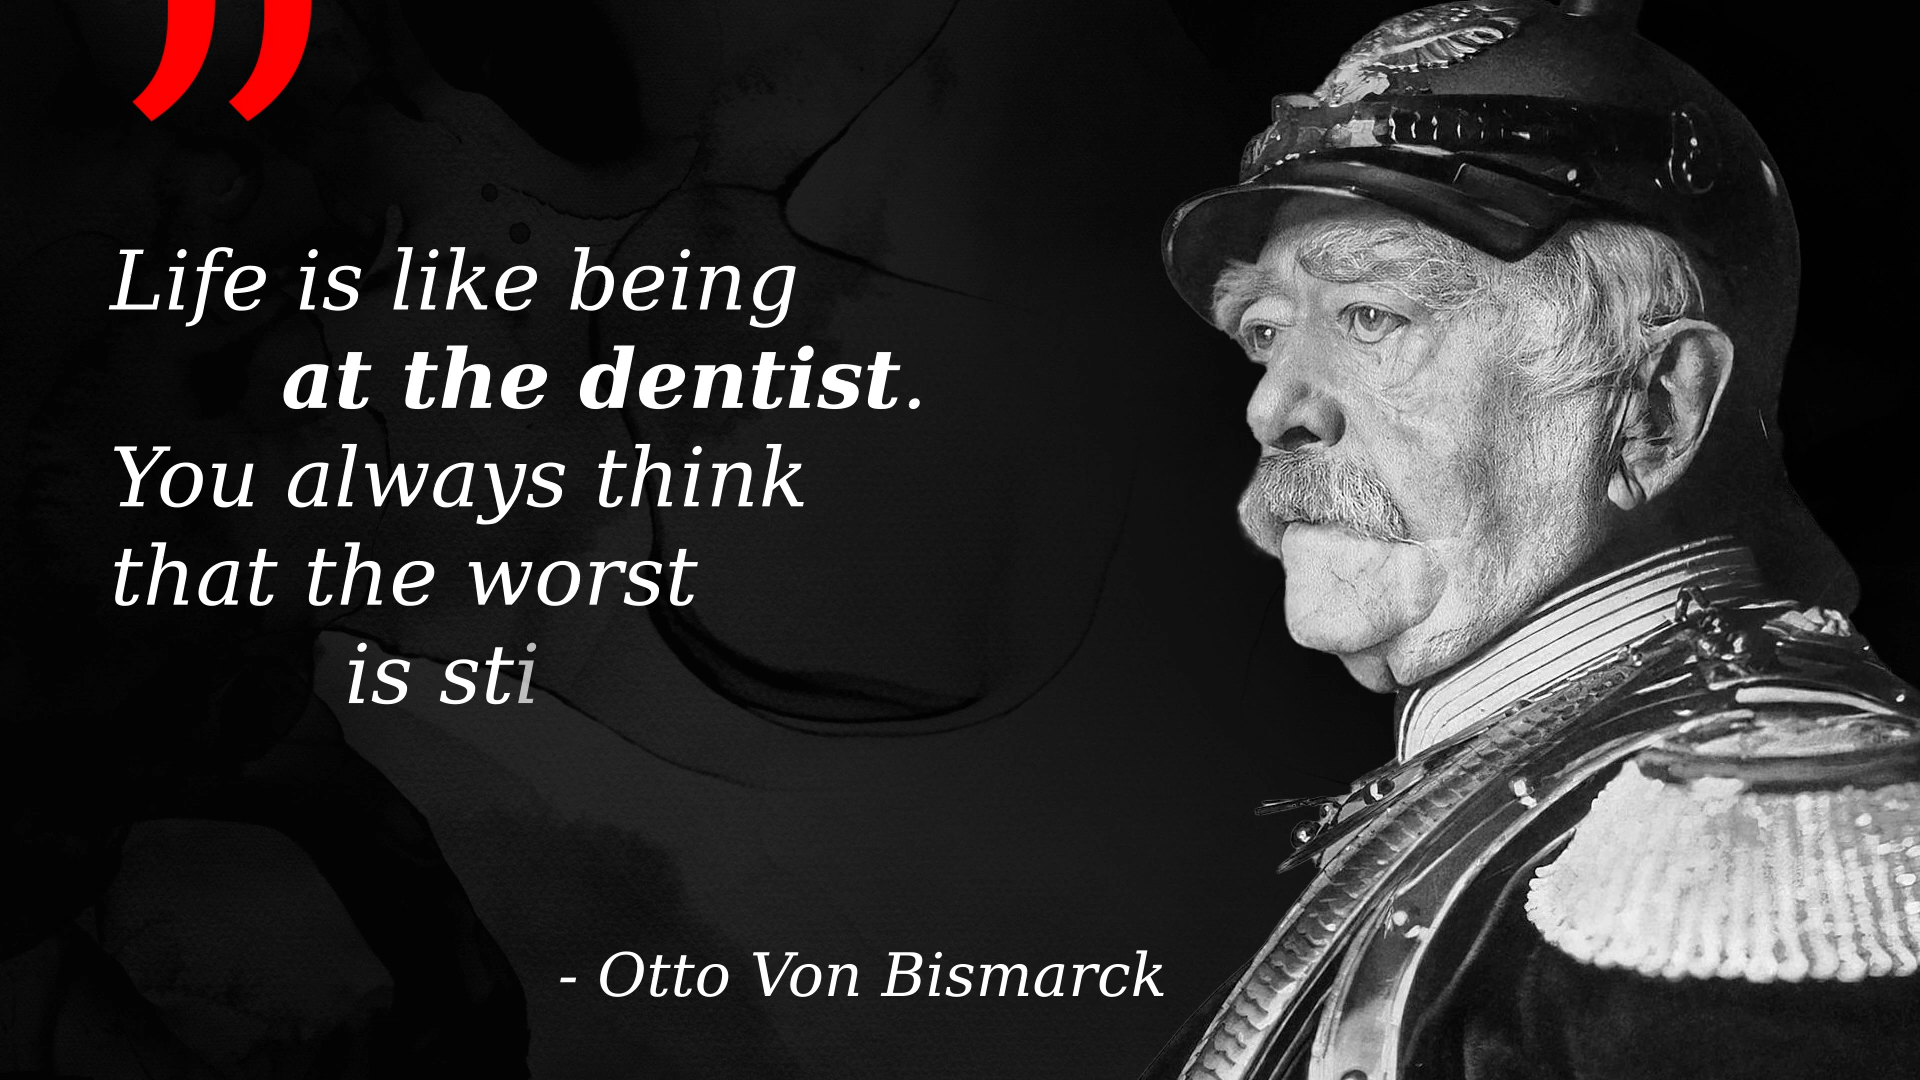 ”
Life is like being
at the dentist.
You always think
that the worst
is sti
- Otto Von Bismarck